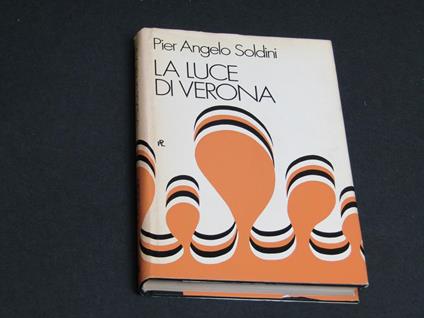 Pier Angelo Soldini
LA LUCE
DI VERONA